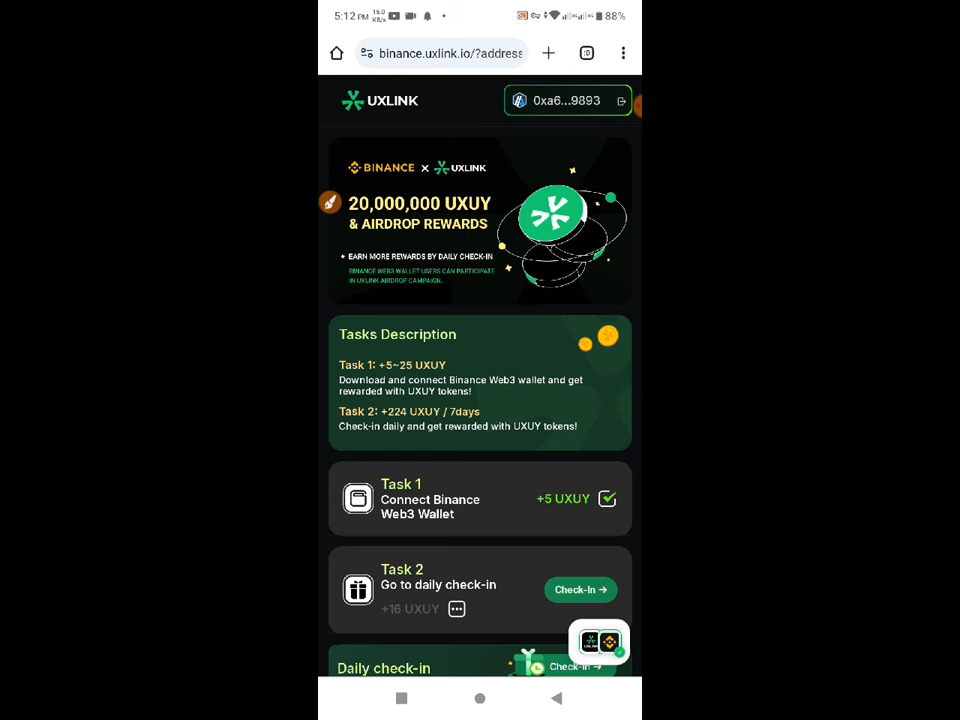 5:12 PM 15.0 KB/s 88%
binance.uxlink.io/?address
UXLINK
0xa6...9893
BINANCE X UXLINK
20,000,000 UXUY
& AIRDROP REWARDS
EARN MORE REWARDS BY DAILY CHECK-IN
BINANCE WEB3 WALLET USERS CAN PARTICIPATE
IN UXLINK AIRDROP CAMPAIGN.
Tasks Description
Task 1: +5~25 UXUY
Download and connect Binance Web3 wallet and get
rewarded with UXUY tokens!
Task 2: +224 UXUY / 7days
Check-in daily and get rewarded with UXUY tokens!
Task 1
Connect Binance
Web3 Wallet
+5 UXUY
Task 2
Go to daily check-in
+16 UXUY
Check-In →
Daily check-in
Check-in →